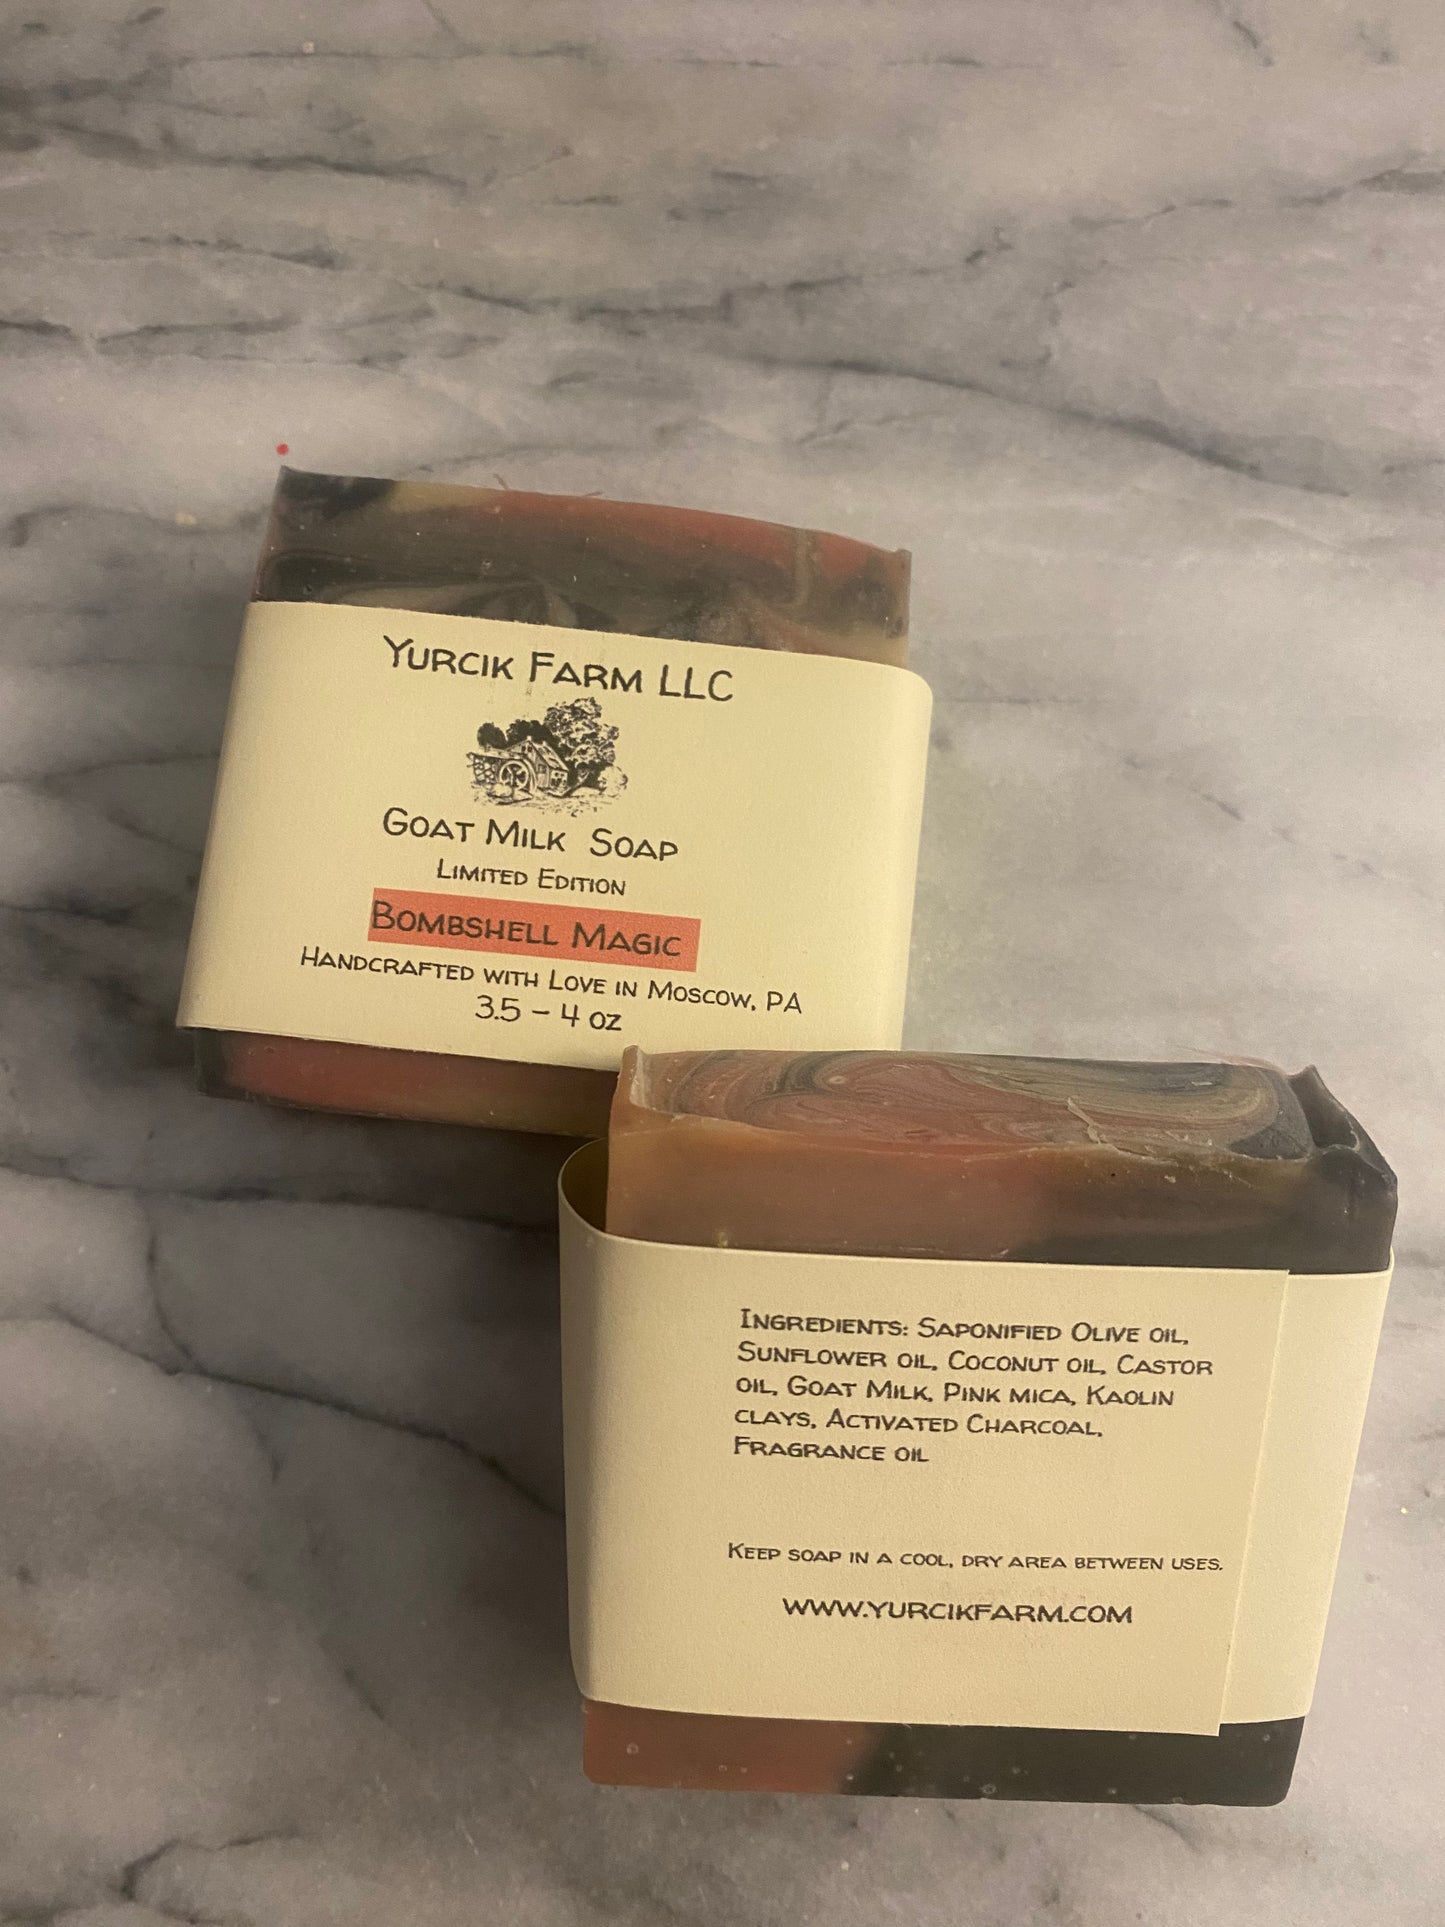 Yurcik Farm LLC
Goat Milk Soap
Limited Edition
Bombshell Magic
Handcrafted with Love in Moscow, PA
3.5 – 4 oz
Ingredients: Saponified Olive oil,
Sunflower oil, Coconut oil, Castor
oil, Goat Milk, Pink mica, Kaolin
clays, Activated Charcoal,
Fragrance oil
Keep soap in a cool, dry area between uses.
www.yurcikfarm.com